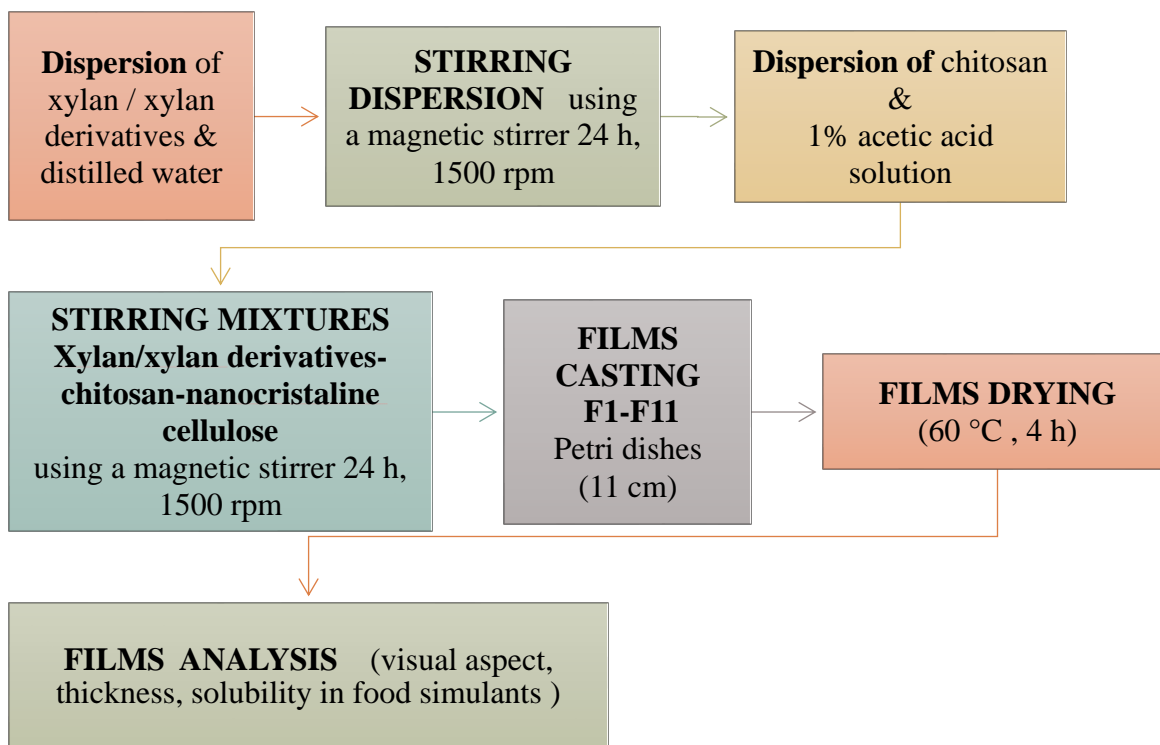 Dispersion of
xylan / xylan
derivatives &
distilled water
STIRRING
DISPERSION using
a magnetic stirrer 24 h,
1500 rpm
Dispersion of chitosan
&
1% acetic acid
solution
STIRRING MIXTURES
Xylan/xylan derivatives-
chitosan-nanocristaline
cellulose
using a magnetic stirrer 24 h,
1500 rpm
FILMS
CASTING
F1-F11
Petri dishes
(11 cm)
FILMS DRYING
(60 °C , 4 h)
FILMS ANALYSIS (visual aspect,
thickness, solubility in food simulants )